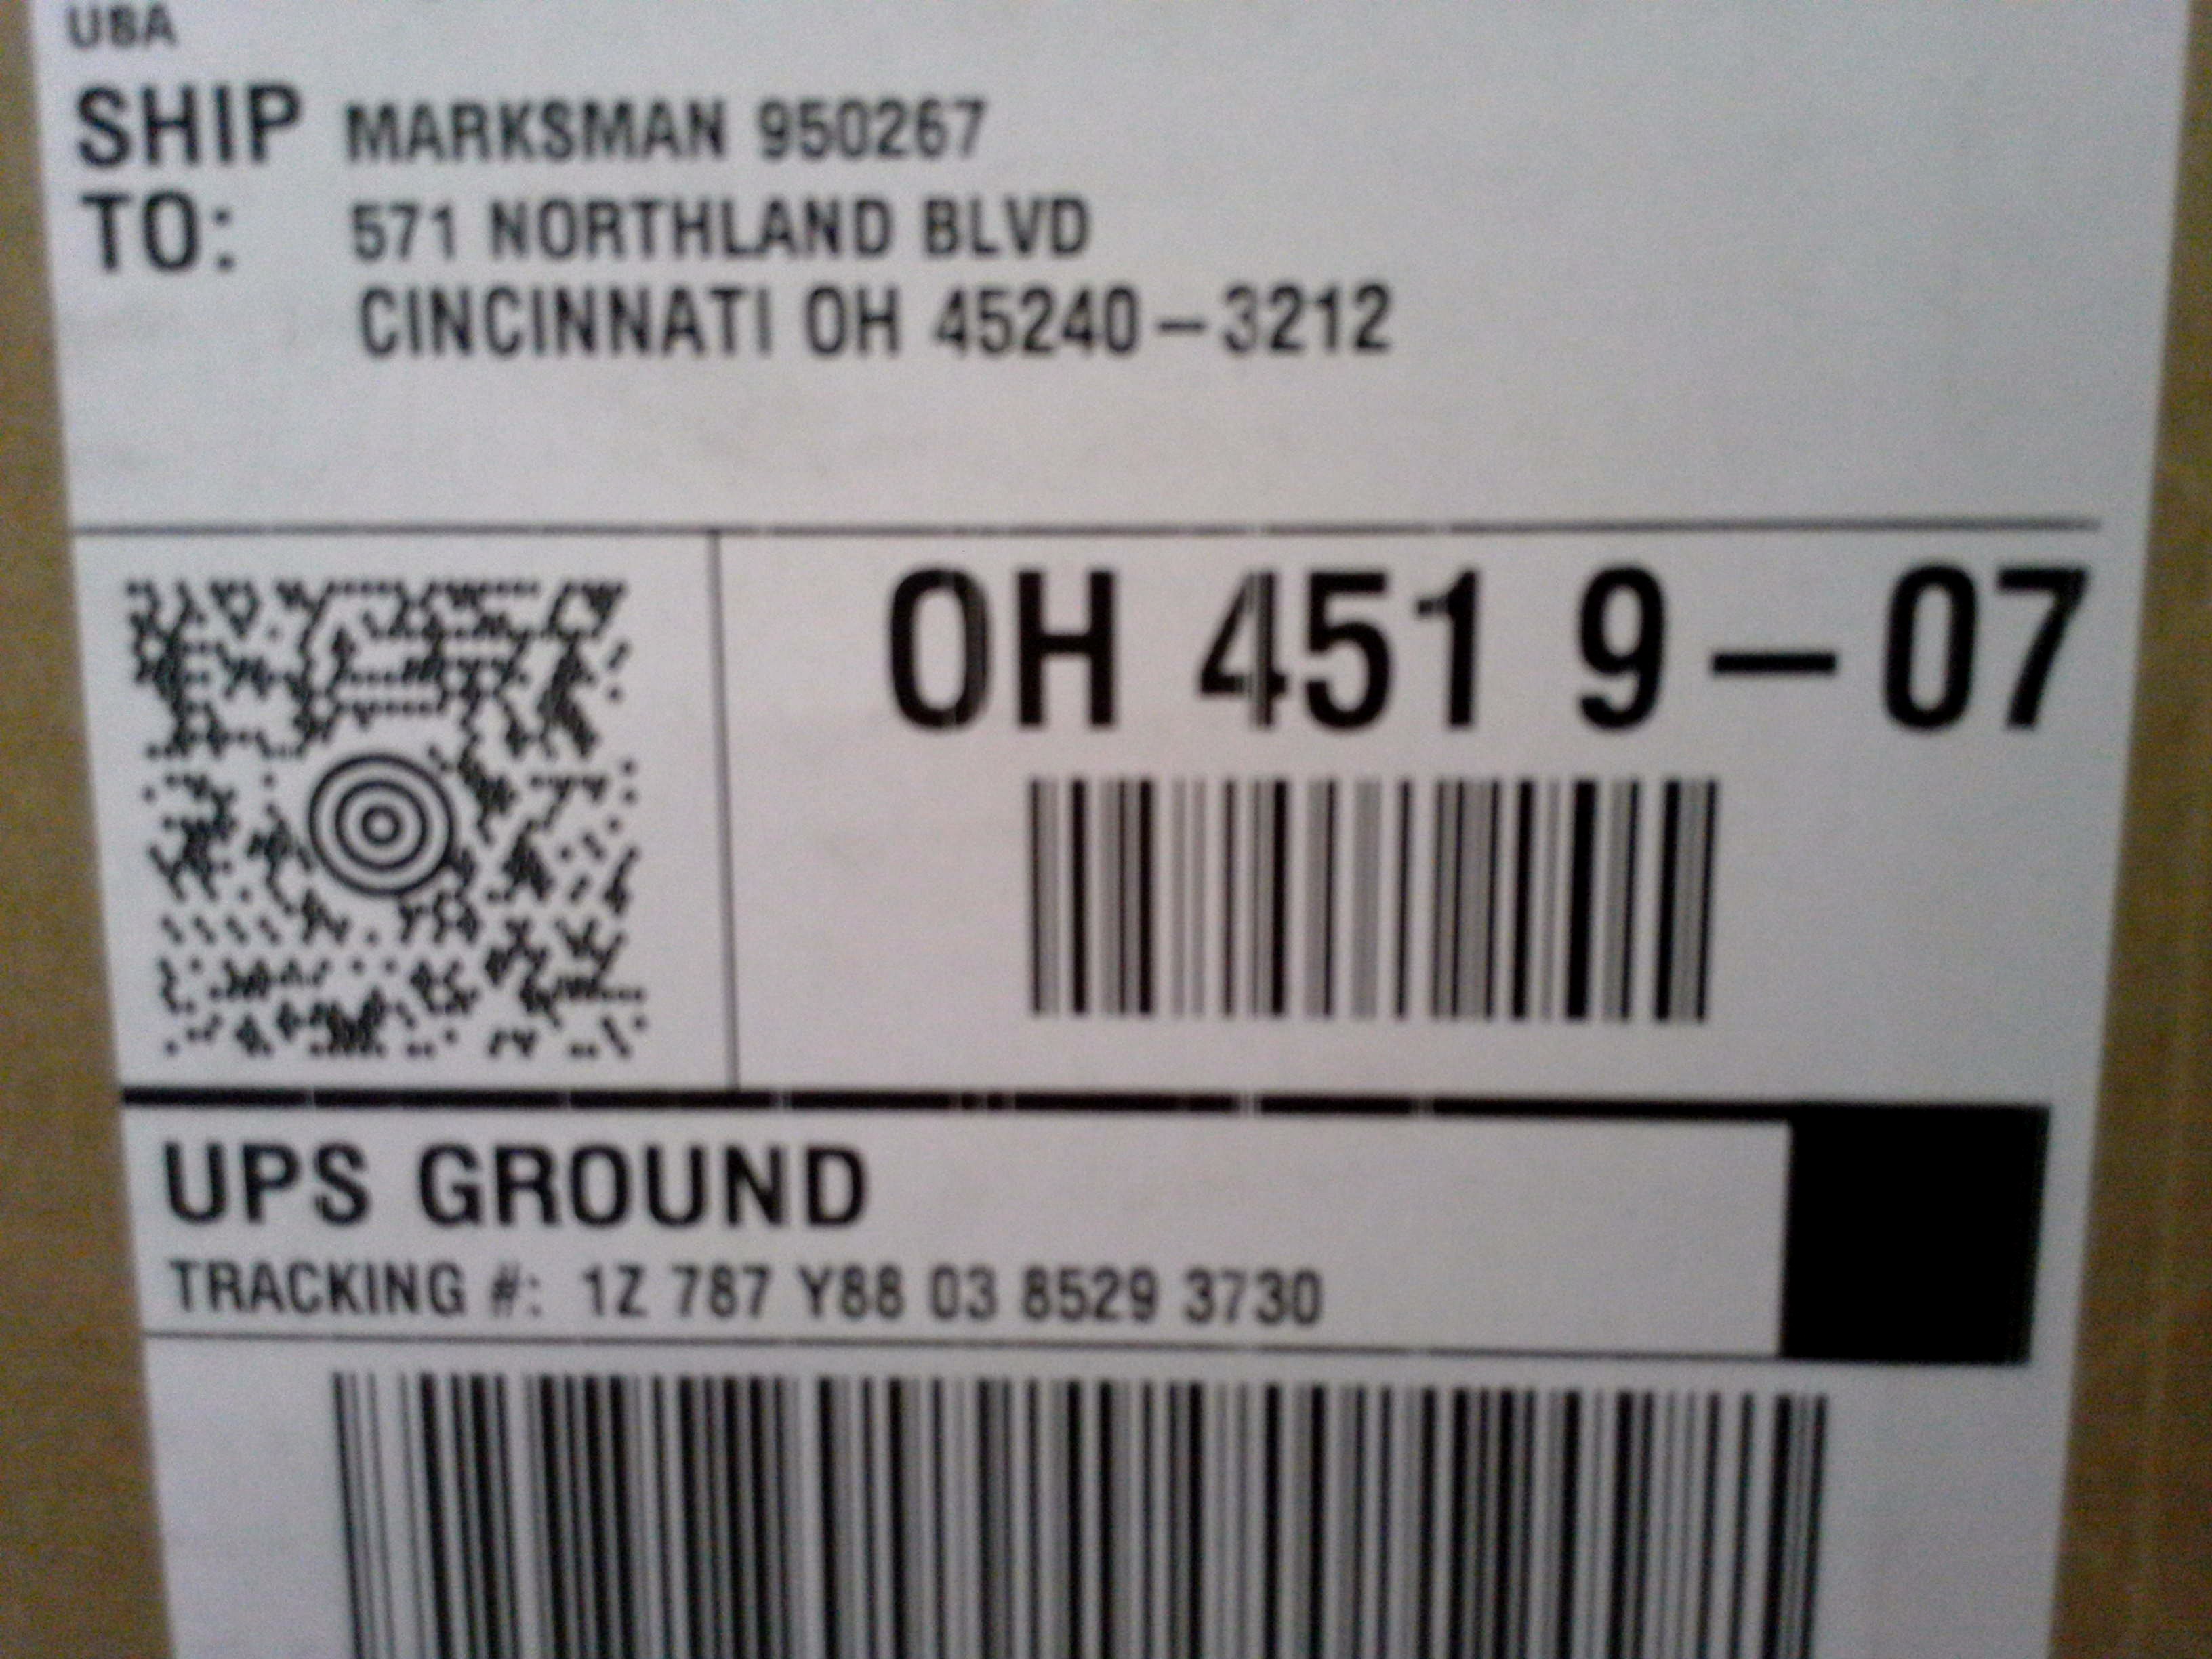 USA
SHIP MARKSMAN 950267
TO: 571 NORTHLAND BLVD
CINCINNATI OH 45240-3212
OH 451 9-07
UPS GROUND
TRACKING #: 1Z 787 Y88 03 8529 3730